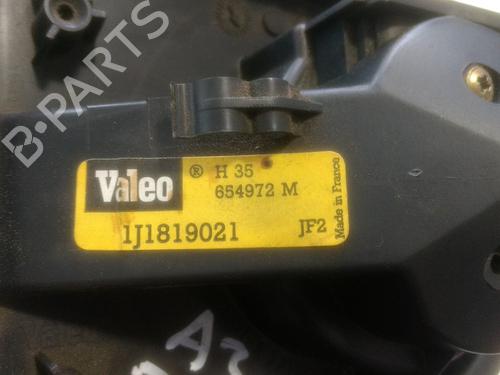 B-PARTS
Valeo ® H 35
654972 M
1J1819021 JF2
Made in France